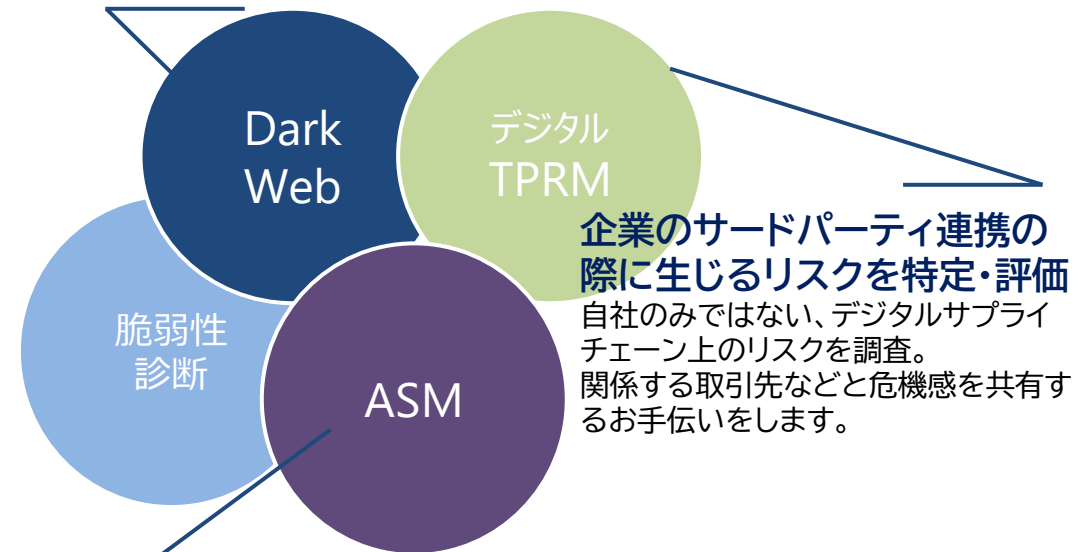 Dark
Web
デジタル
TPRM
脆弱性
診断
ASM
企業のサードパーティ連携の
際に生じるリスクを特定・評価
自社のみではない、デジタルサプライ
チェーン上のリスクを調査。
関係する取引先などと危機感を共有す
るお手伝いをします。